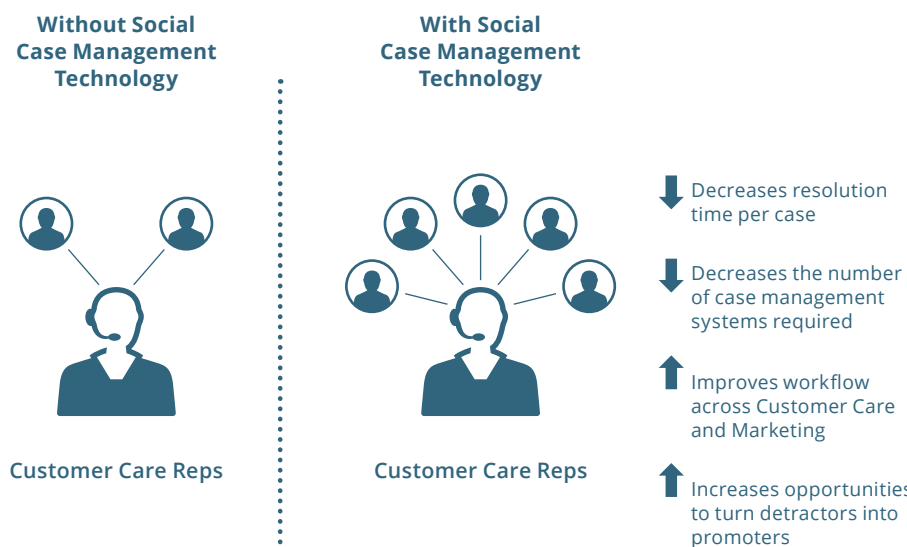 Without Social
Case Management
Technology
With Social
Case Management
Technology
Decreases resolution
time per case
Decreases the number
of case management
systems required
Improves workflow
across Customer Care
and Marketing
Increases opportunities
to turn detractors into
promoters
Customer Care Reps
Customer Care Reps